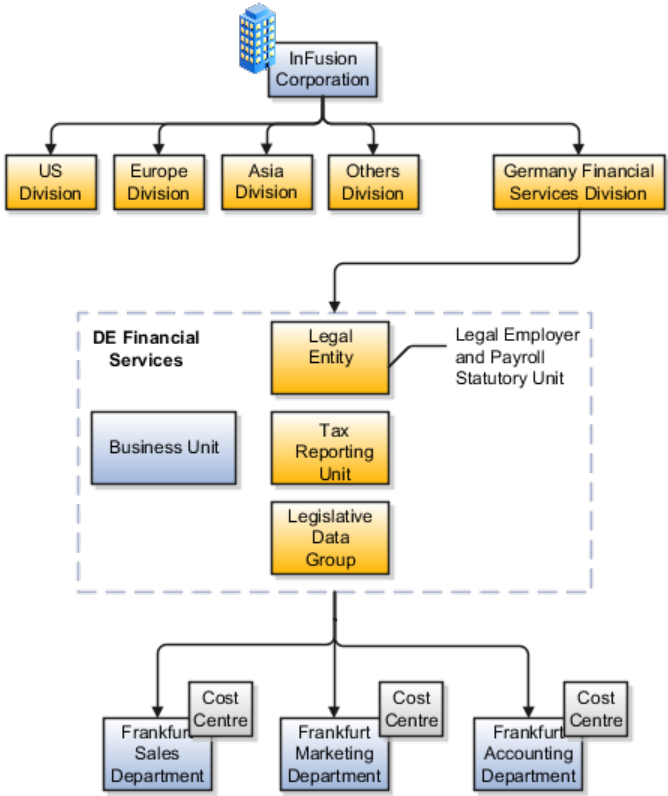 InFusion
Corporation
US
Division
Europe
Division
Asia
Division
Others
Division
Germany Financial
Services Division
DE Financial
Services
Legal
Entity
Legal Employer
and Payroll
Statutory Unit
Business Unit
Tax
Reporting
Unit
Legislative
Data
Group
Cost
Centre
Frankfurt
Sales
Department
Cost
Centre
Frankfurt
Marketing
Department
Cost
Centre
Frankfurt
Accounting
Department